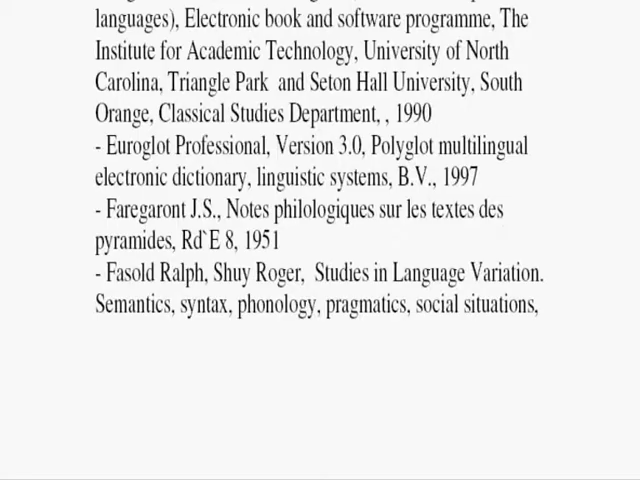 languages), Electronic book and software programme, The
Institute for Academic Technology, University of North
Carolina, Triangle Park and Seton Hall University, South
Orange, Classical Studies Department, , 1990
- Euroglot Professional, Version 3.0, Polyglot multilingual
electronic dictionary, linguistic systems, B.V., 1997
- Faregaront J.S., Notes philologiques sur les textes des
pyramides, Rd`E 8, 1951
- Fasold Ralph, Shuy Roger, Studies in Language Variation.
Semantics, syntax, phonology, pragmatics, social situations,